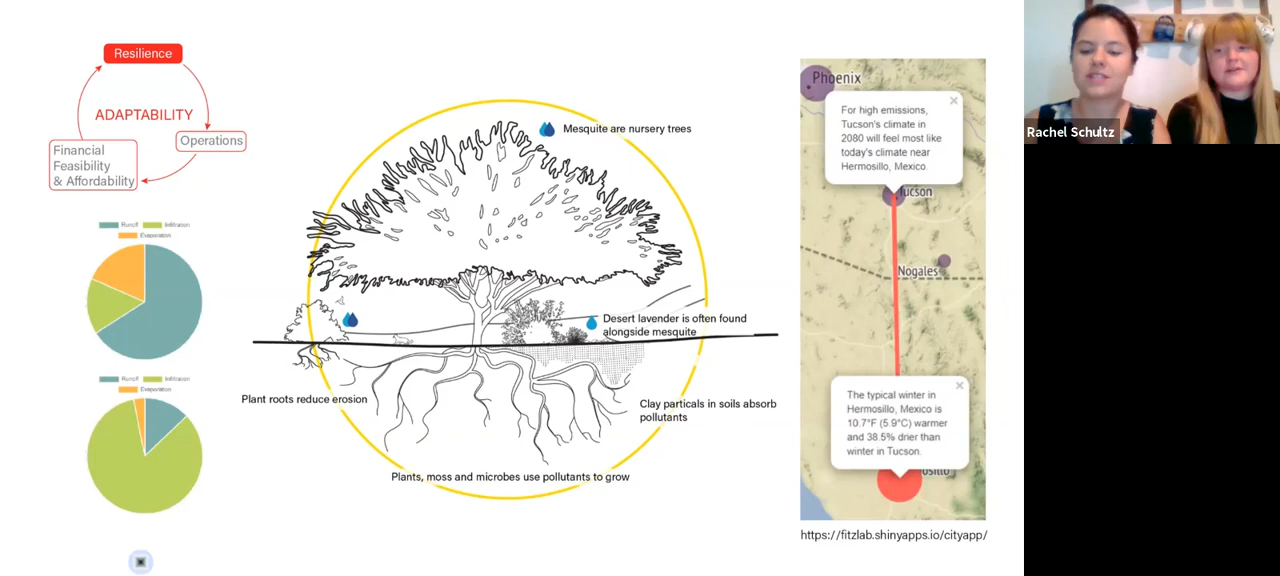 Resilience
ADAPTABILITY
Operations
Financial
Feasibility
& Affordability
Runoff Infiltration
Evaporation
Runoff Infiltration
Evaporation
Mesquite are nursery trees
Desert lavender is often found
alongside mesquite
Plant roots reduce erosion
Clay particals in soils absorb
pollutants
Plants, moss and microbes use pollutants to grow
Phoenix
For high emissions,
Tucson's climate in
2080 will feel most like
today's climate near
Hermosillo, Mexico.
Tucson
Nogales
The typical winter in
Hermosillo, Mexico is
10.7°F (5.9°C) warmer
and 38.5% drier than
winter in Tucson.
osillo
https://fitzlab.shinyapps.io/cityapp/
Rachel Schultz